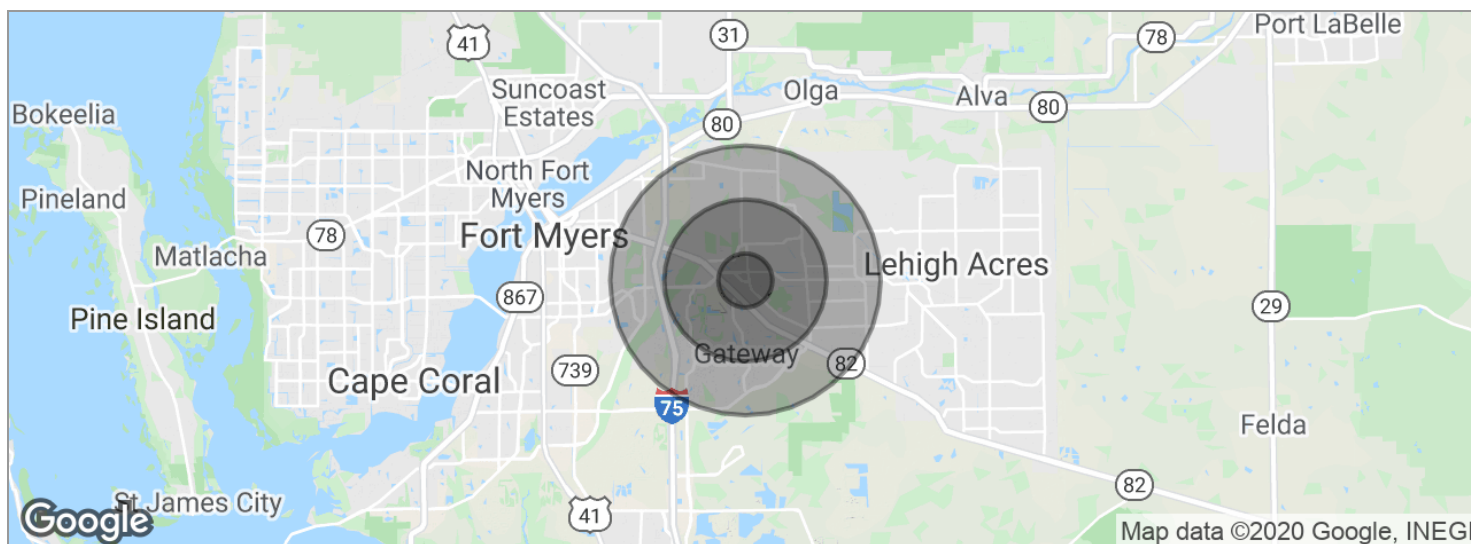 41
31
78
Port LaBelle
Suncoast
Estates
Olga
Alva
Bokeelia
80
80
North Fort
Myers
Pineland
78
Fort Myers
Matlacha
Lehigh Acres
867
29
Pine Island
Gateway
82
739
Cape Coral
75
Felda
82
St James City
41
Google
Map data ©2020 Google, INEGI